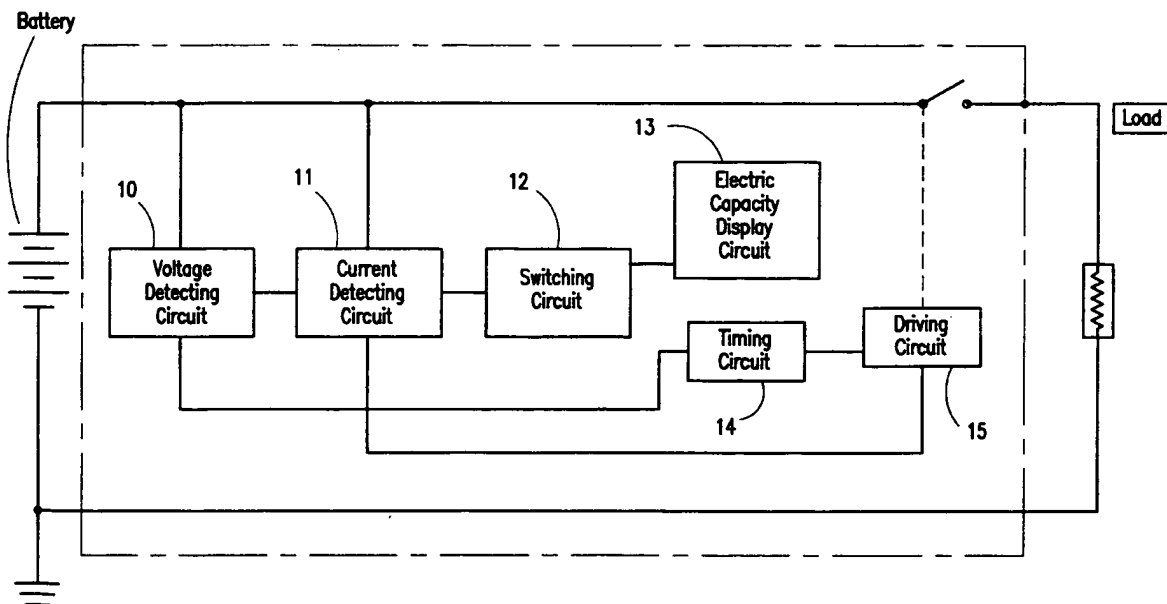 Battery
Load
13
Electric
Capacity
Display
Circuit
10
11
12
Voltage
Detecting
Circuit
Current
Detecting
Circuit
Switching
Circuit
Timing
Circuit
Driving
Circuit
14
15